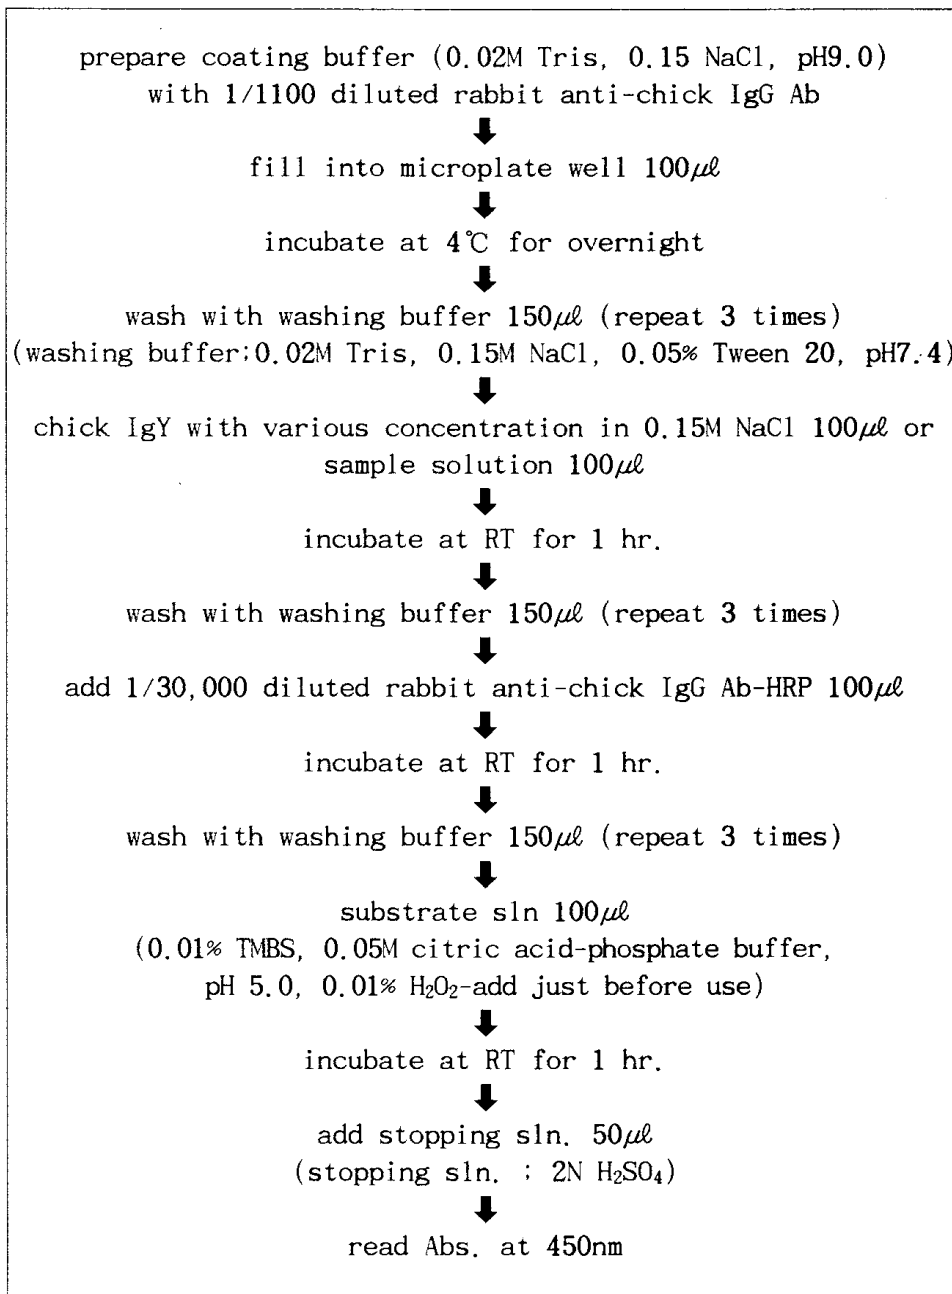 prepare coating buffer (0.02M Tris, 0.15 NaCl, pH9.0)
with 1/1100 diluted rabbit anti-chick IgG Ab
fill into microplate well 100㎕
incubate at 4℃ for overnight
wash with washing buffer 150㎕ (repeat 3 times)
(washing buffer;0.02M Tris, 0.15M NaCl, 0.05% Tween 20, pH7.4)
chick IgY with various concentration in 0.15M NaCl 100㎕ or
sample solution 100㎕
incubate at RT for 1 hr.
wash with washing buffer 150㎕ (repeat 3 times)
add 1/30,000 diluted rabbit anti-chick IgG Ab-HRP 100㎕
incubate at RT for 1 hr.
wash with washing buffer 150㎕ (repeat 3 times)
substrate sln 100㎕
(0.01% TMBS, 0.05M citric acid-phosphate buffer,
pH 5.0, 0.01% H₂O₂-add just before use)
incubate at RT for 1 hr.
add stopping sln. 50㎕
(stopping sln. ; 2N H₂SO₄)
read Abs. at 450nm